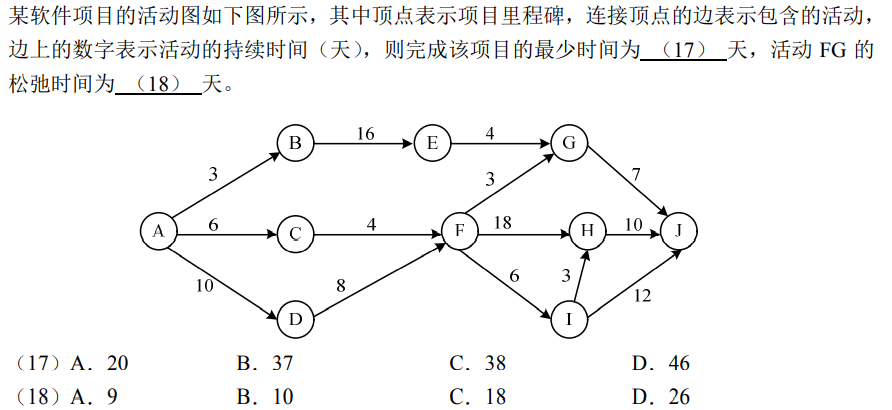 某软件项目的活动图如下图所示，其中顶点表示项目里程碑，连接顶点的边表示包含的活动，
边上的数字表示活动的持续时间（天），则完成该项目的最少时间为 （17） 天，活动 FG 的
松弛时间为 （18） 天。
B 16 E 4 G
3 3 7
A 6 C 4 F 18 H 10 J
10 8 6 3 12
D I
（17）A．20 B．37 C．38 D．46
（18）A．9 B．10 C．18 D．26